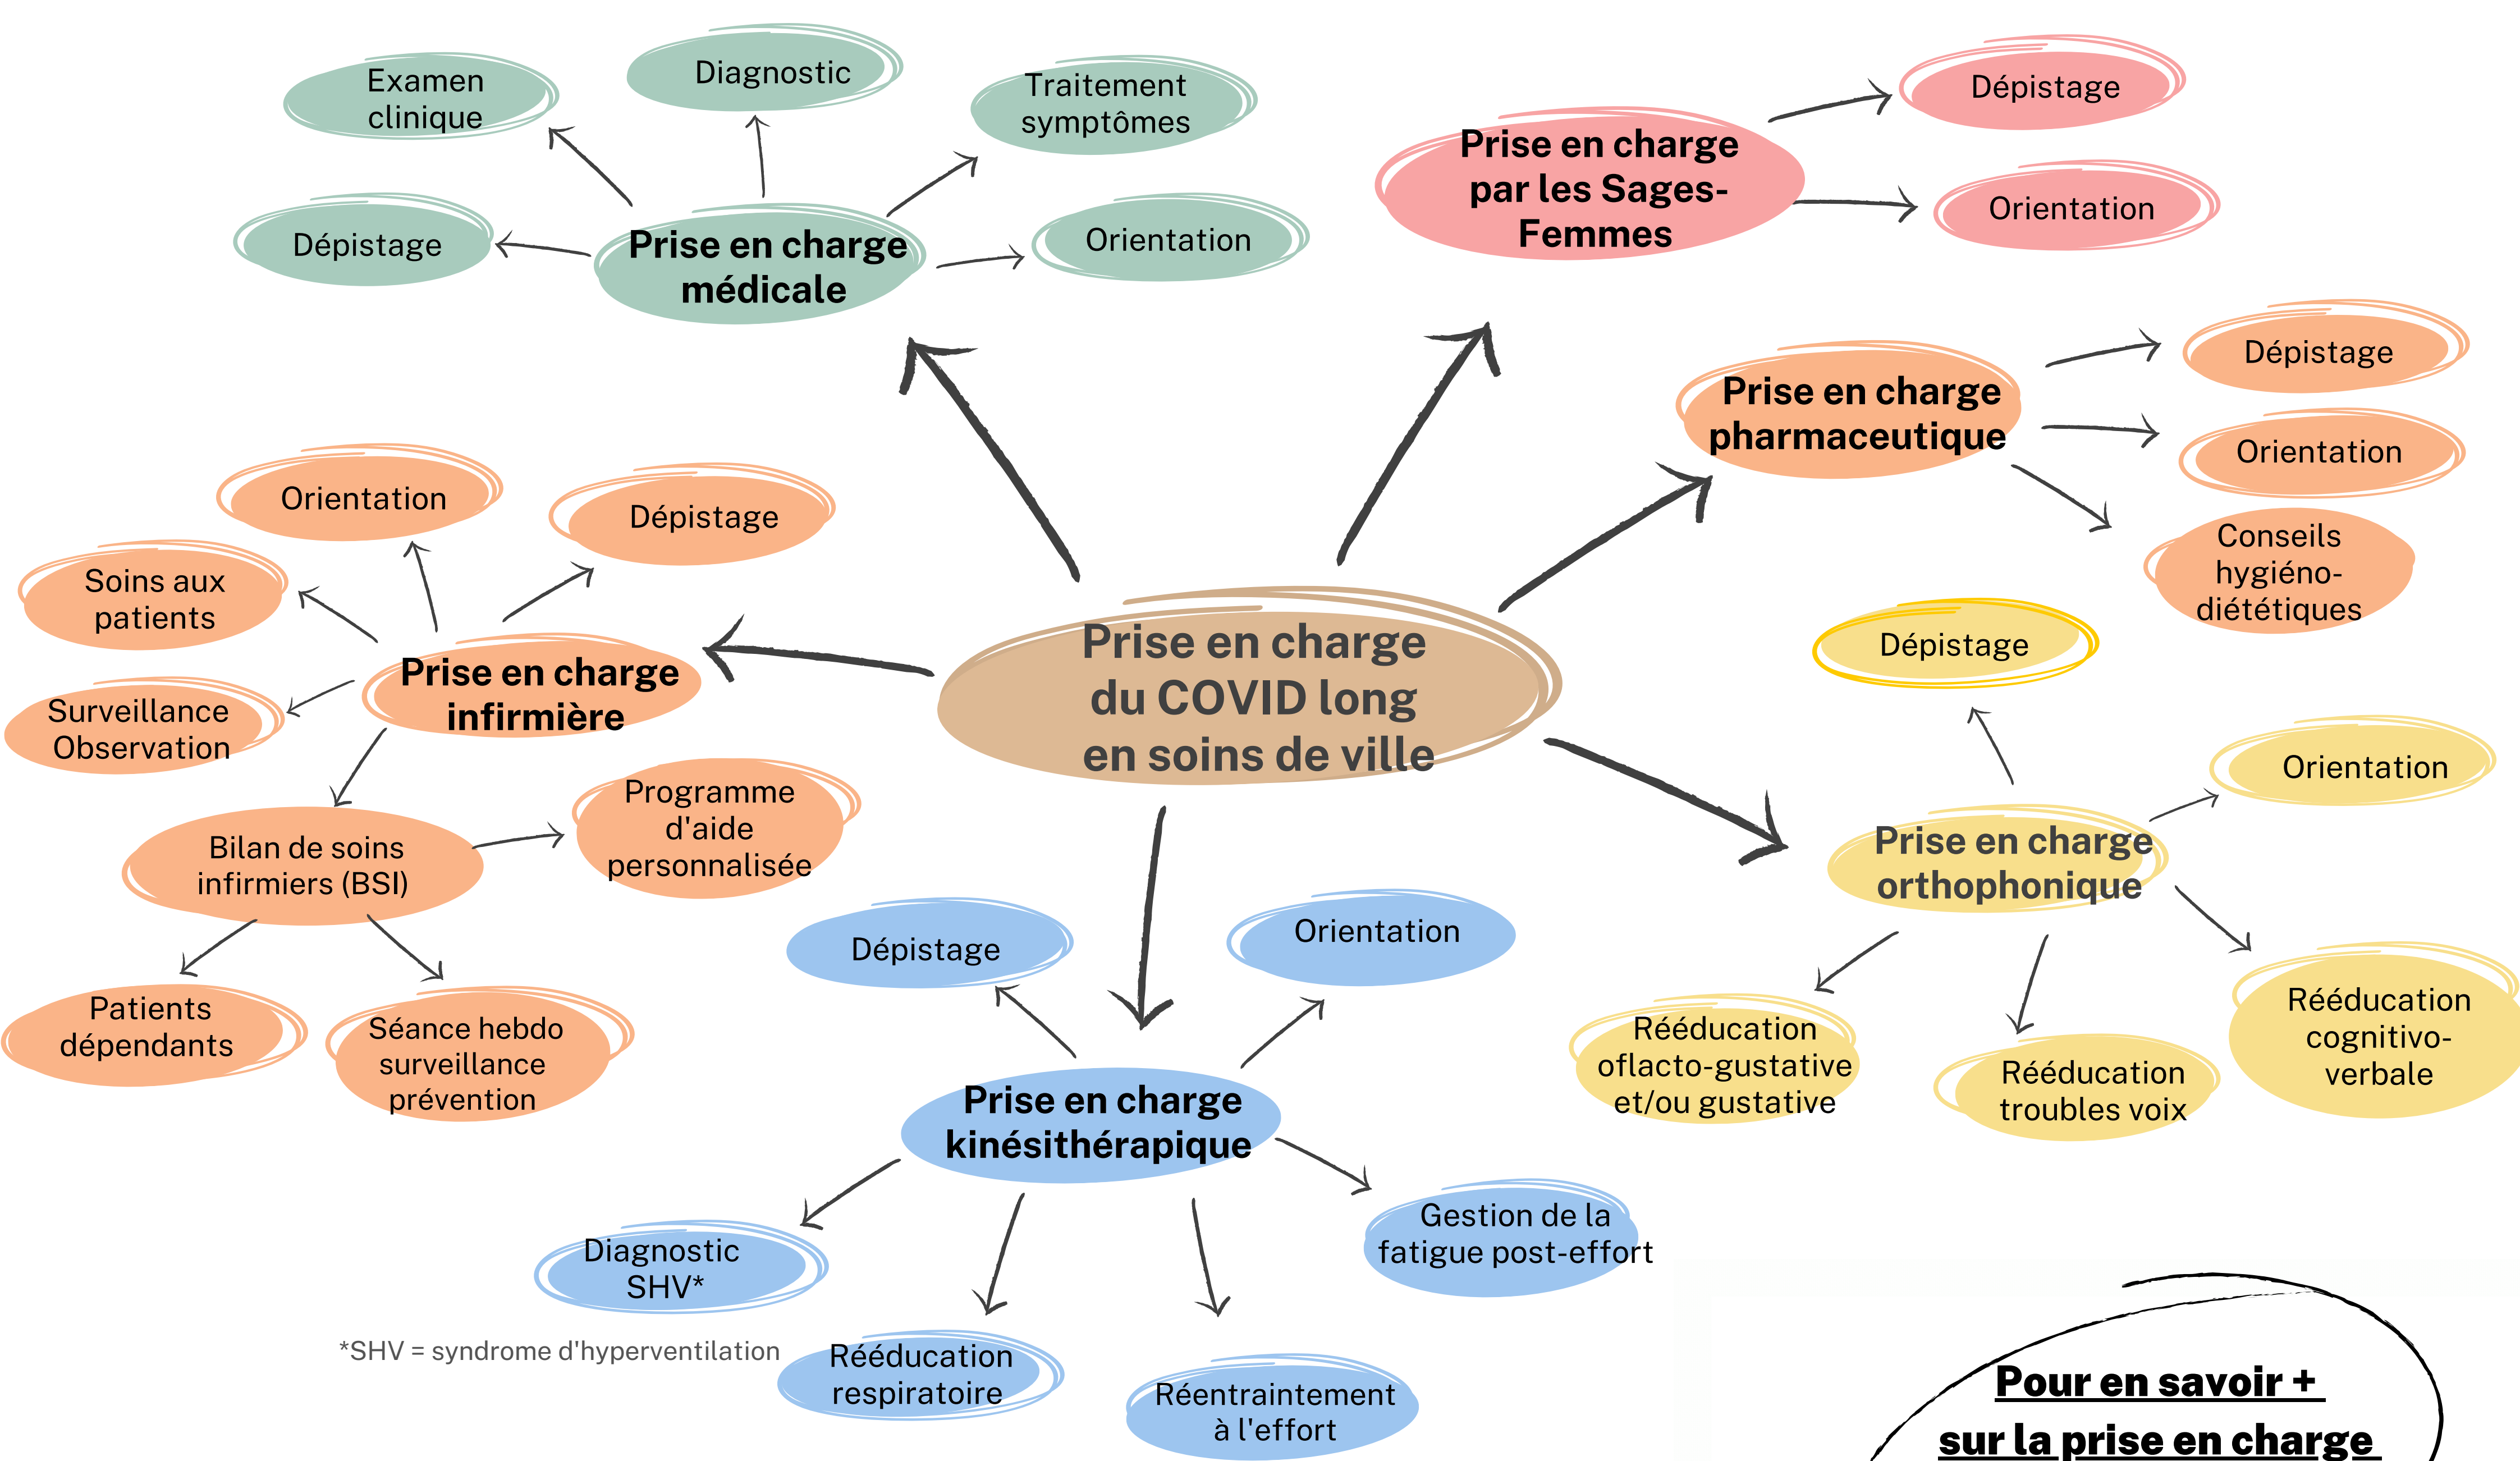 Examen
clinique
Diagnostic
Traitement
symptômes
Dépistage
Prise en charge
médicale
Orientation
Prise en charge
par les Sages-
Femmes
Dépistage
Orientation
Prise en charge
pharmaceutique
Dépistage
Orientation
Conseils
hygiéno-
diététiques
Orientation
Dépistage
Soins aux
patients
Prise en charge
infirmière
Surveillance
Observation
Bilan de soins
infirmiers (BSI)
Programme
d'aide
personnalisée
Patients
dépendants
Séance hebdo
surveillance
prévention
Prise en charge
du COVID long
en soins de ville
Dépistage
Orientation
Prise en charge
orthophonique
Rééducation
oflacto-gustative
et/ou gustative
Rééducation
troubles voix
Rééducation
cognitivo-
verbale
Dépistage
Orientation
Prise en charge
kinésithérapique
Diagnostic
SHV*
*SHV = syndrome d'hyperventilation
Rééducation
respiratoire
Réentraintement
à l'effort
Gestion de la
fatigue post-effort
Pour en savoir +
sur la prise en charge